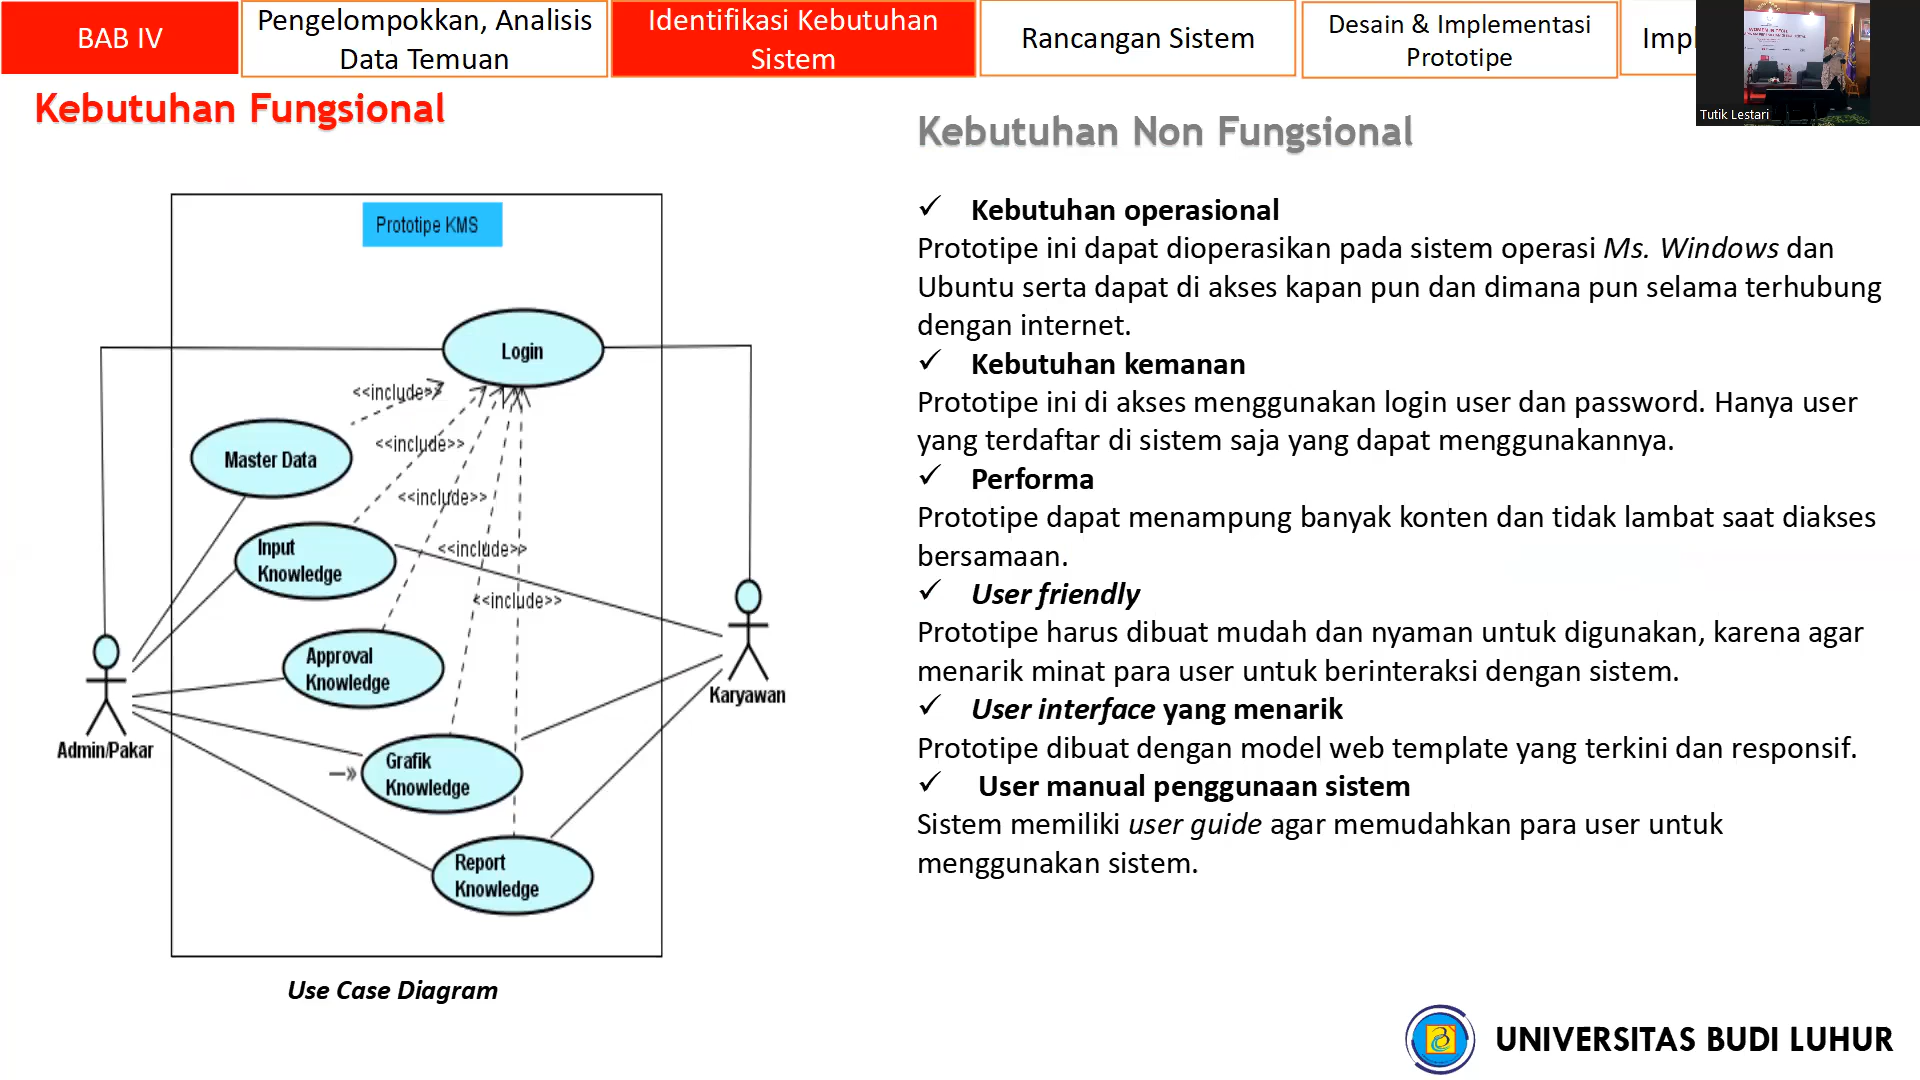 BAB IV
Pengelompokkan, Analisis
Data Temuan
Identifikasi Kebutuhan
Sistem
Rancangan Sistem
Desain & Implementasi
Prototipe
Impl
Tutik Lestari
Kebutuhan Fungsional
Prototipe KMS
Login
<<include>>
Master Data
<<include>>
<<include>>
Input
Knowledge
<<include>>
<<include>>
Approval
Knowledge
Karyawan
Admin/Pakar
Grafik
Knowledge
Report
Knowledge
Use Case Diagram
Kebutuhan Non Fungsional
✓ Kebutuhan operasional
Prototipe ini dapat dioperasikan pada sistem operasi Ms. Windows dan
Ubuntu serta dapat di akses kapan pun dan dimana pun selama terhubung
dengan internet.
✓ Kebutuhan kemanan
Prototipe ini di akses menggunakan login user dan password. Hanya user
yang terdaftar di sistem saja yang dapat menggunakannya.
✓ Performa
Prototipe dapat menampung banyak konten dan tidak lambat saat diakses
bersamaan.
✓ User friendly
Prototipe harus dibuat mudah dan nyaman untuk digunakan, karena agar
menarik minat para user untuk berinteraksi dengan sistem.
✓ User interface yang menarik
Prototipe dibuat dengan model web template yang terkini dan responsif.
✓ User manual penggunaan sistem
Sistem memiliki user guide agar memudahkan para user untuk
menggunakan sistem.
UNIVERSITAS BUDI LUHUR